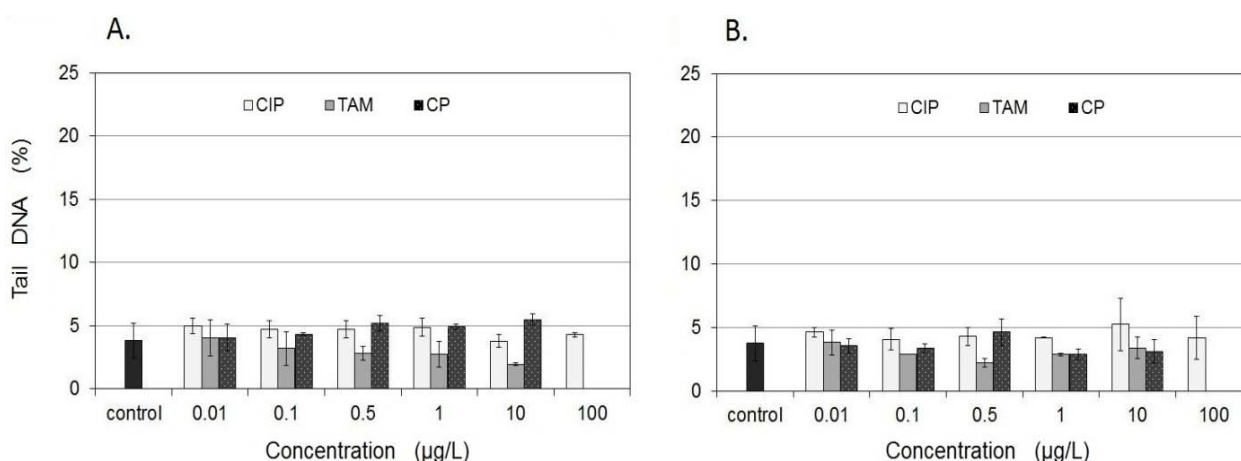 A.
25
20
15
10
5
0
Tail DNA (%)
CIP TAM CP
control 0.01 0.1 0.5 1 10 100
Concentration (µg/L)
B.
25
20
15
10
5
0
CIP TAM CP
control 0.01 0.1 0.5 1 10 100
Concentration (µg/L)